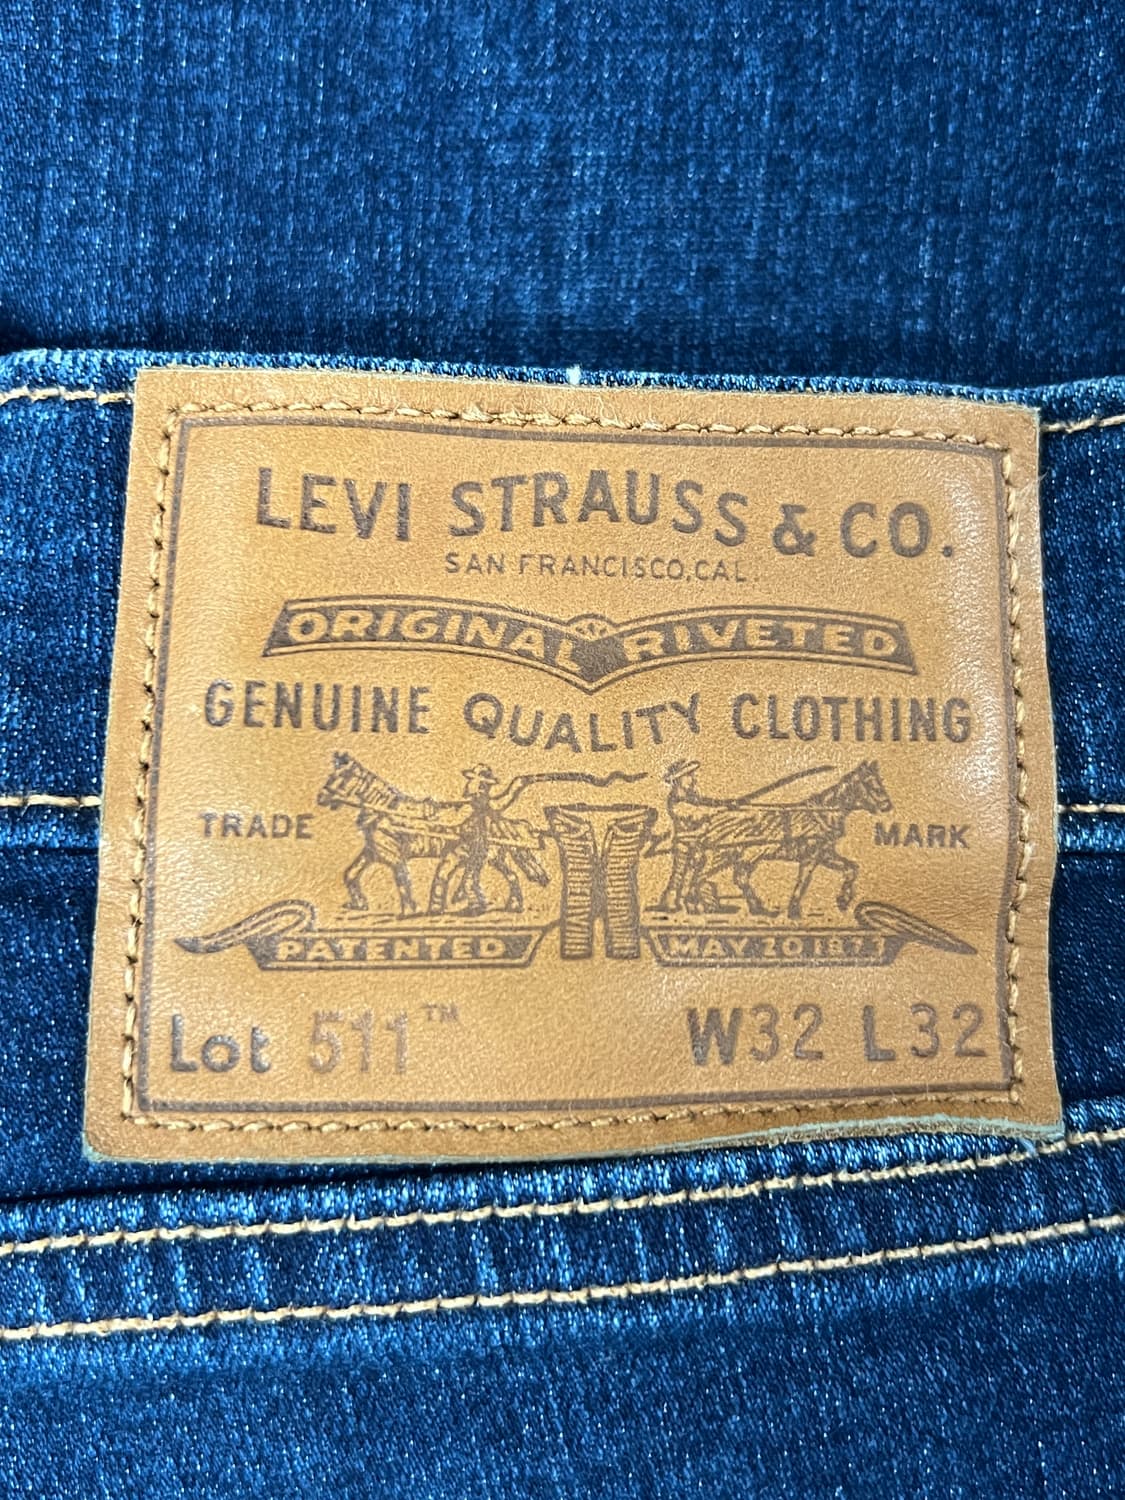 LEVI STRAUSS & CO.
SAN FRANCISCO, CAL.
ORIGINAL RIVETED
GENUINE QUALITY CLOTHING
TRADE MARK
PATENTED MAY 20 1873
Lot 511™ W32 L32